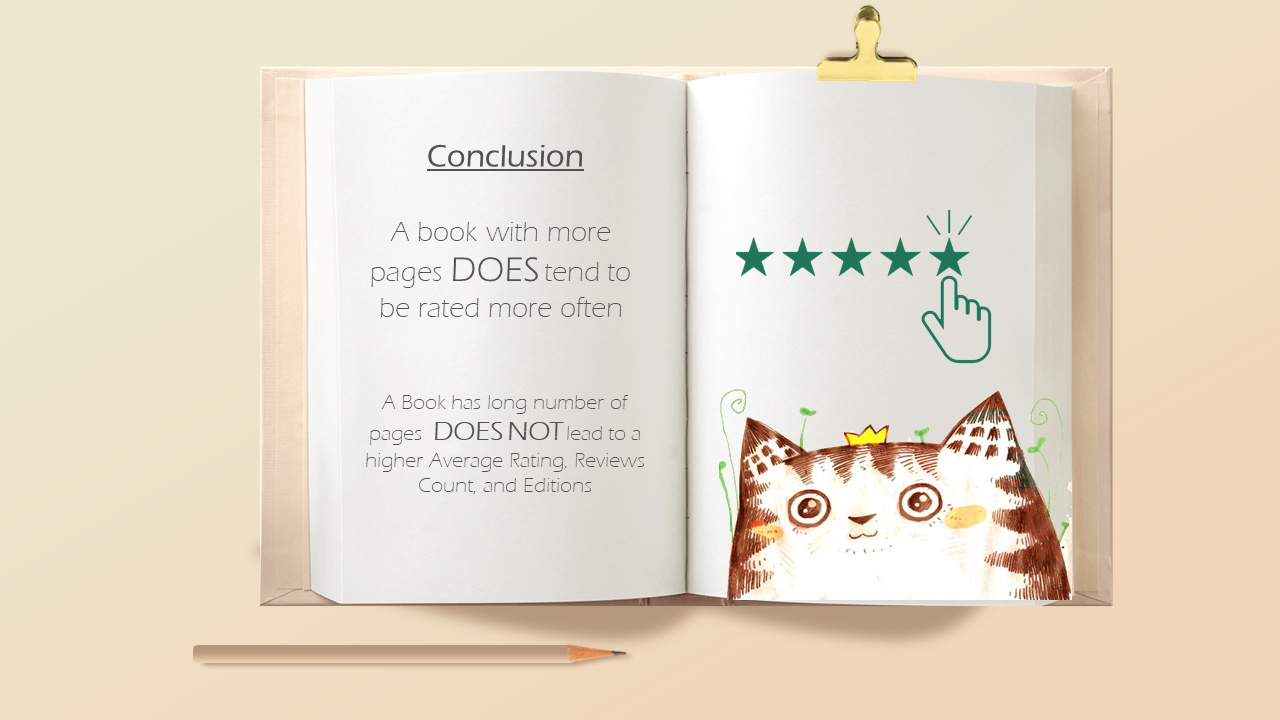 Conclusion
A book with more
pages DOES tend to
be rated more often
A Book has long number of
pages DOES NOT lead to a
higher Average Rating, Reviews
Count, and Editions